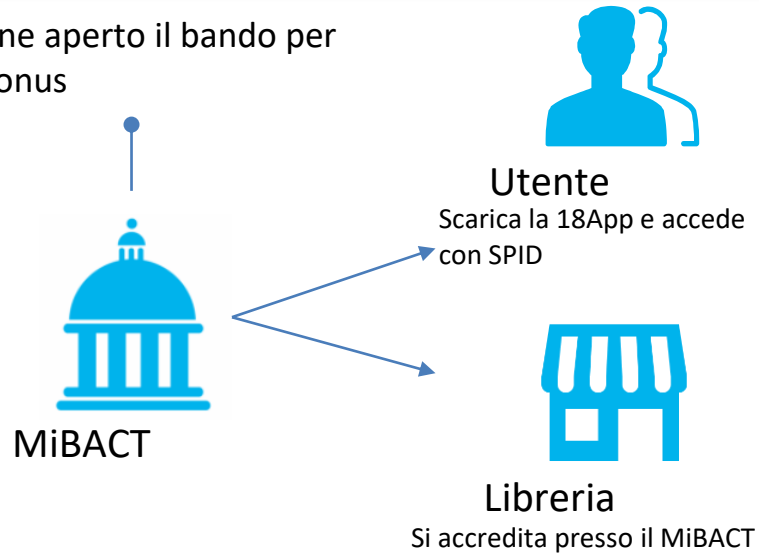 ne aperto il bando per
onus
Utente
Scarica la 18App e accede
con SPID
MiBACT
Libreria
Si accredita presso il MiBACT